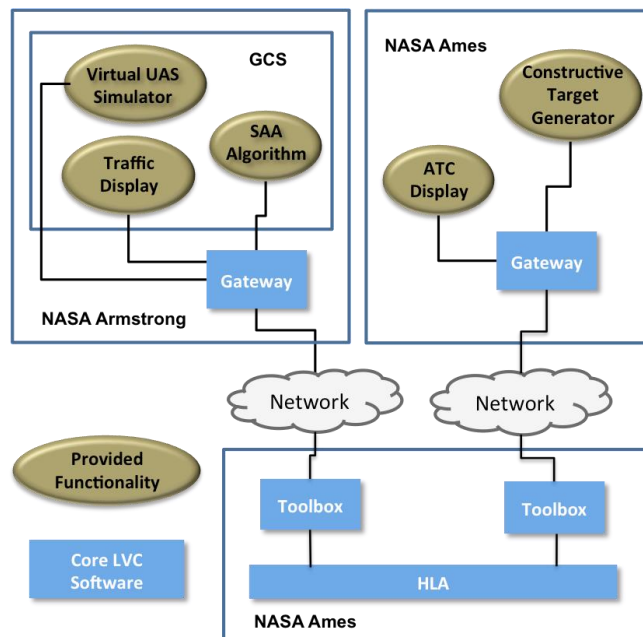 GCS
Virtual UAS
Simulator
SAA
Algorithm
Traffic
Display
Gateway
NASA Armstrong
NASA Ames
Constructive
Target
Generator
ATC
Display
Gateway
Network
Network
Provided
Functionality
Core LVC
Software
Toolbox
Toolbox
HLA
NASA Ames